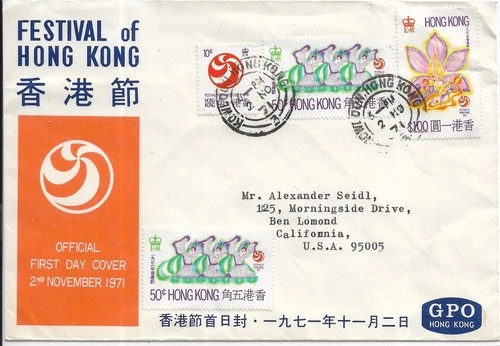 FESTIVAL of
HONG KONG
香港節
OFFICIAL
FIRST DAY COVER
2ND NOVEMBER 1971
10¢
50¢ HONG KONG 角五港香
HONG KONG
$1.00 圓一港香
HONG KONG
Mr. Alexander Seidl,
125, Morningside Drive,
Ben Lomond
California,
U.S.A. 95005
50¢ HONG KONG 角五港香
GPO
HONG KONG
香港節首日封·一九七一年十一月二日